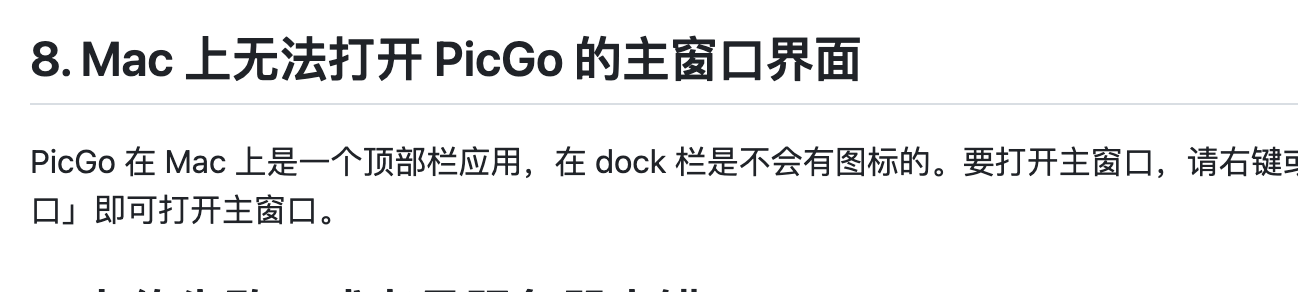 8. Mac 上无法打开 PicGo 的主窗口界面
PicGo 在 Mac 上是一个顶部栏应用，在 dock 栏是不会有图标的。要打开主窗口，请右键
口」即可打开主窗口。